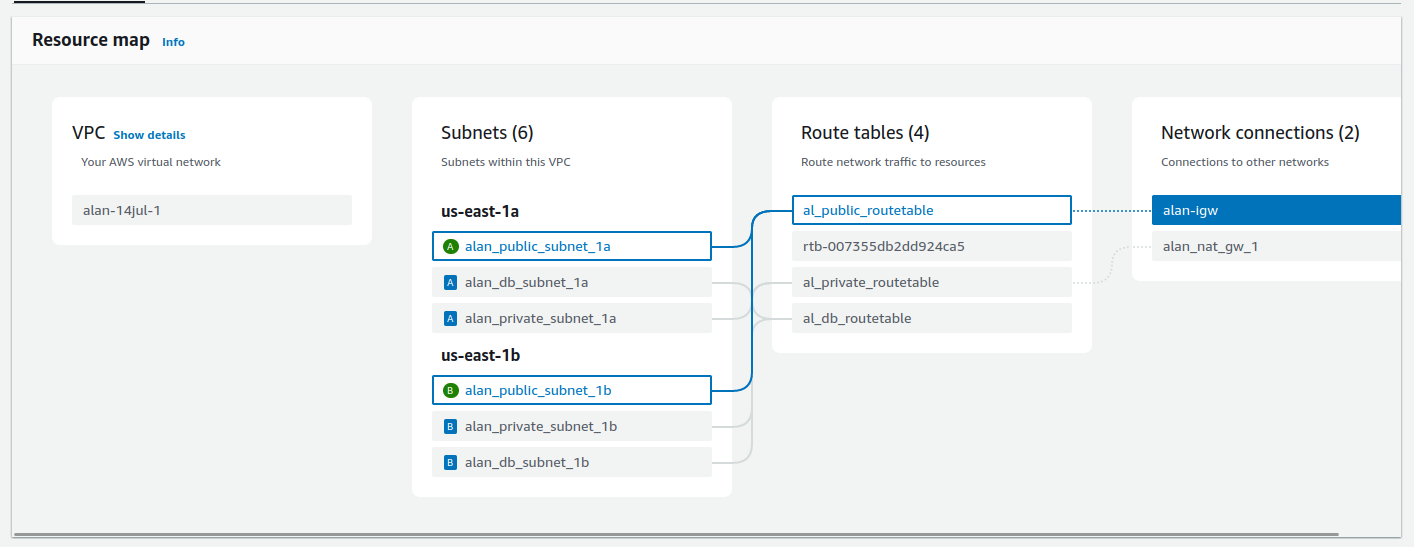 Resource map Info
VPC Show details
Your AWS virtual network
alan-14jul-1
Subnets (6)
Subnets within this VPC
us-east-1a
A alan_public_subnet_1a
A alan_db_subnet_1a
A alan_private_subnet_1a
us-east-1b
B alan_public_subnet_1b
B alan_private_subnet_1b
B alan_db_subnet_1b
Route tables (4)
Route network traffic to resources
al_public_routetable
rtb-007355db2dd924ca5
al_private_routetable
al_db_routetable
Network connections (2)
Connections to other networks
alan-igw
alan_nat_gw_1